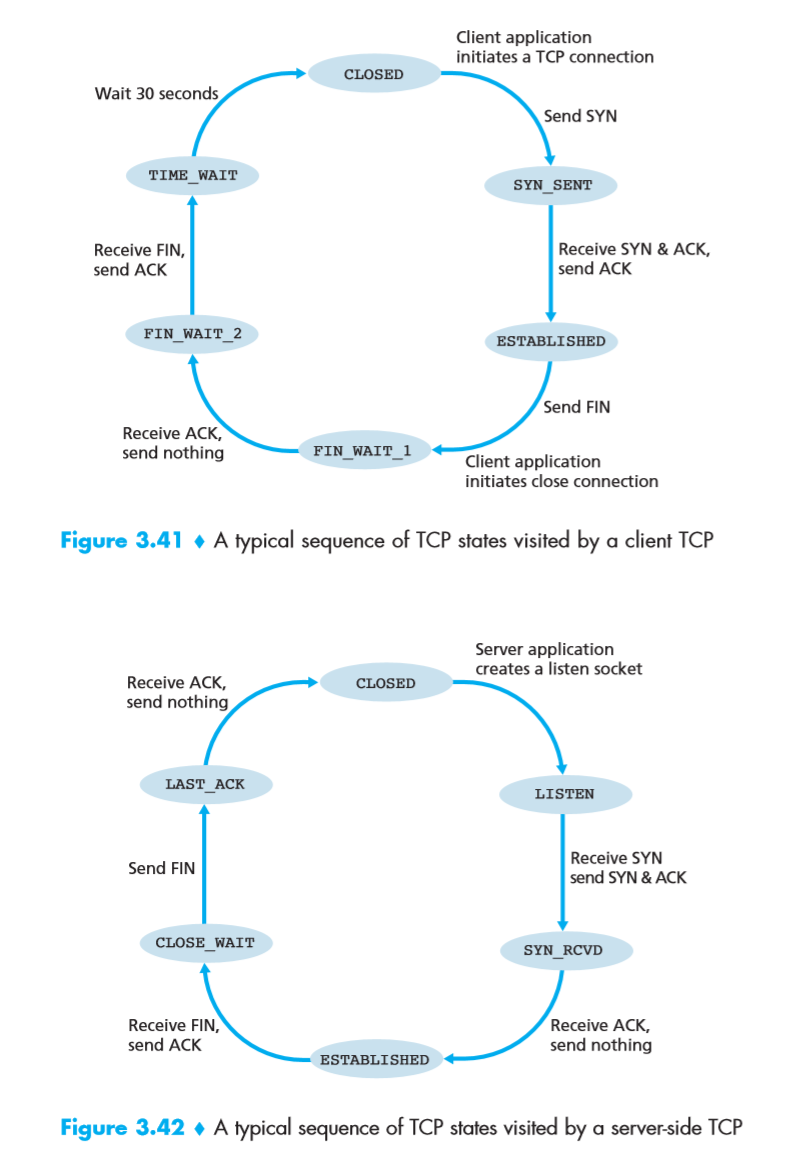 Client application
initiates a TCP connection
CLOSED
Wait 30 seconds
Send SYN
TIME_WAIT
SYN_SENT
Receive FIN,
send ACK
Receive SYN & ACK,
send ACK
FIN_WAIT_2
ESTABLISHED
Send FIN
Receive ACK,
send nothing
FIN_WAIT_1
Client application
initiates close connection
Figure 3.41 ♦ A typical sequence of TCP states visited by a client TCP
Server application
creates a listen socket
CLOSED
Receive ACK,
send nothing
LAST_ACK
LISTEN
Send FIN
Receive SYN
send SYN & ACK
CLOSE_WAIT
SYN_RCVD
Receive FIN,
send ACK
Receive ACK,
send nothing
ESTABLISHED
Figure 3.42 ♦ A typical sequence of TCP states visited by a server-side TCP